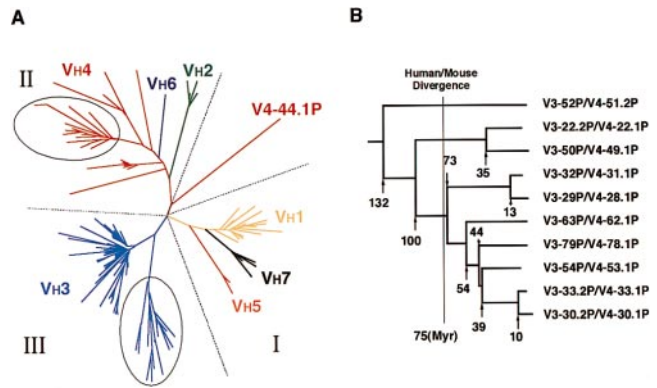 A
II
VH4
VH6
VH2
V4-44.1P
VH1
VH7
VH5
VH3
III
I
B
Human/Mouse
Divergence
V3-52P/V4-51.2P
V3-22.2P/V4-22.1P
V3-50P/V4-49.1P
V3-32P/V4-31.1P
V3-29P/V4-28.1P
V3-63P/V4-62.1P
V3-79P/V4-78.1P
V3-54P/V4-53.1P
V3-33.2P/V4-33.1P
V3-30.2P/V4-30.1P
73
35
132
13
100
44
54
39
10
75(Myr)